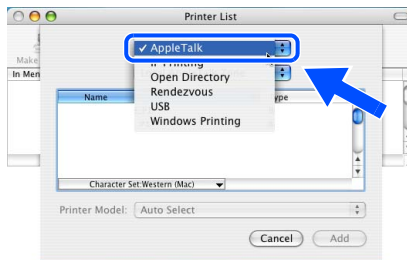 Printer List
AppleTalk
IP Printing
Make
Open Directory
In Men
Rendezvous
Name
ype
USB
Windows Printing
Character Set:Western (Mac)
Printer Model: Auto Select
Cancel Add